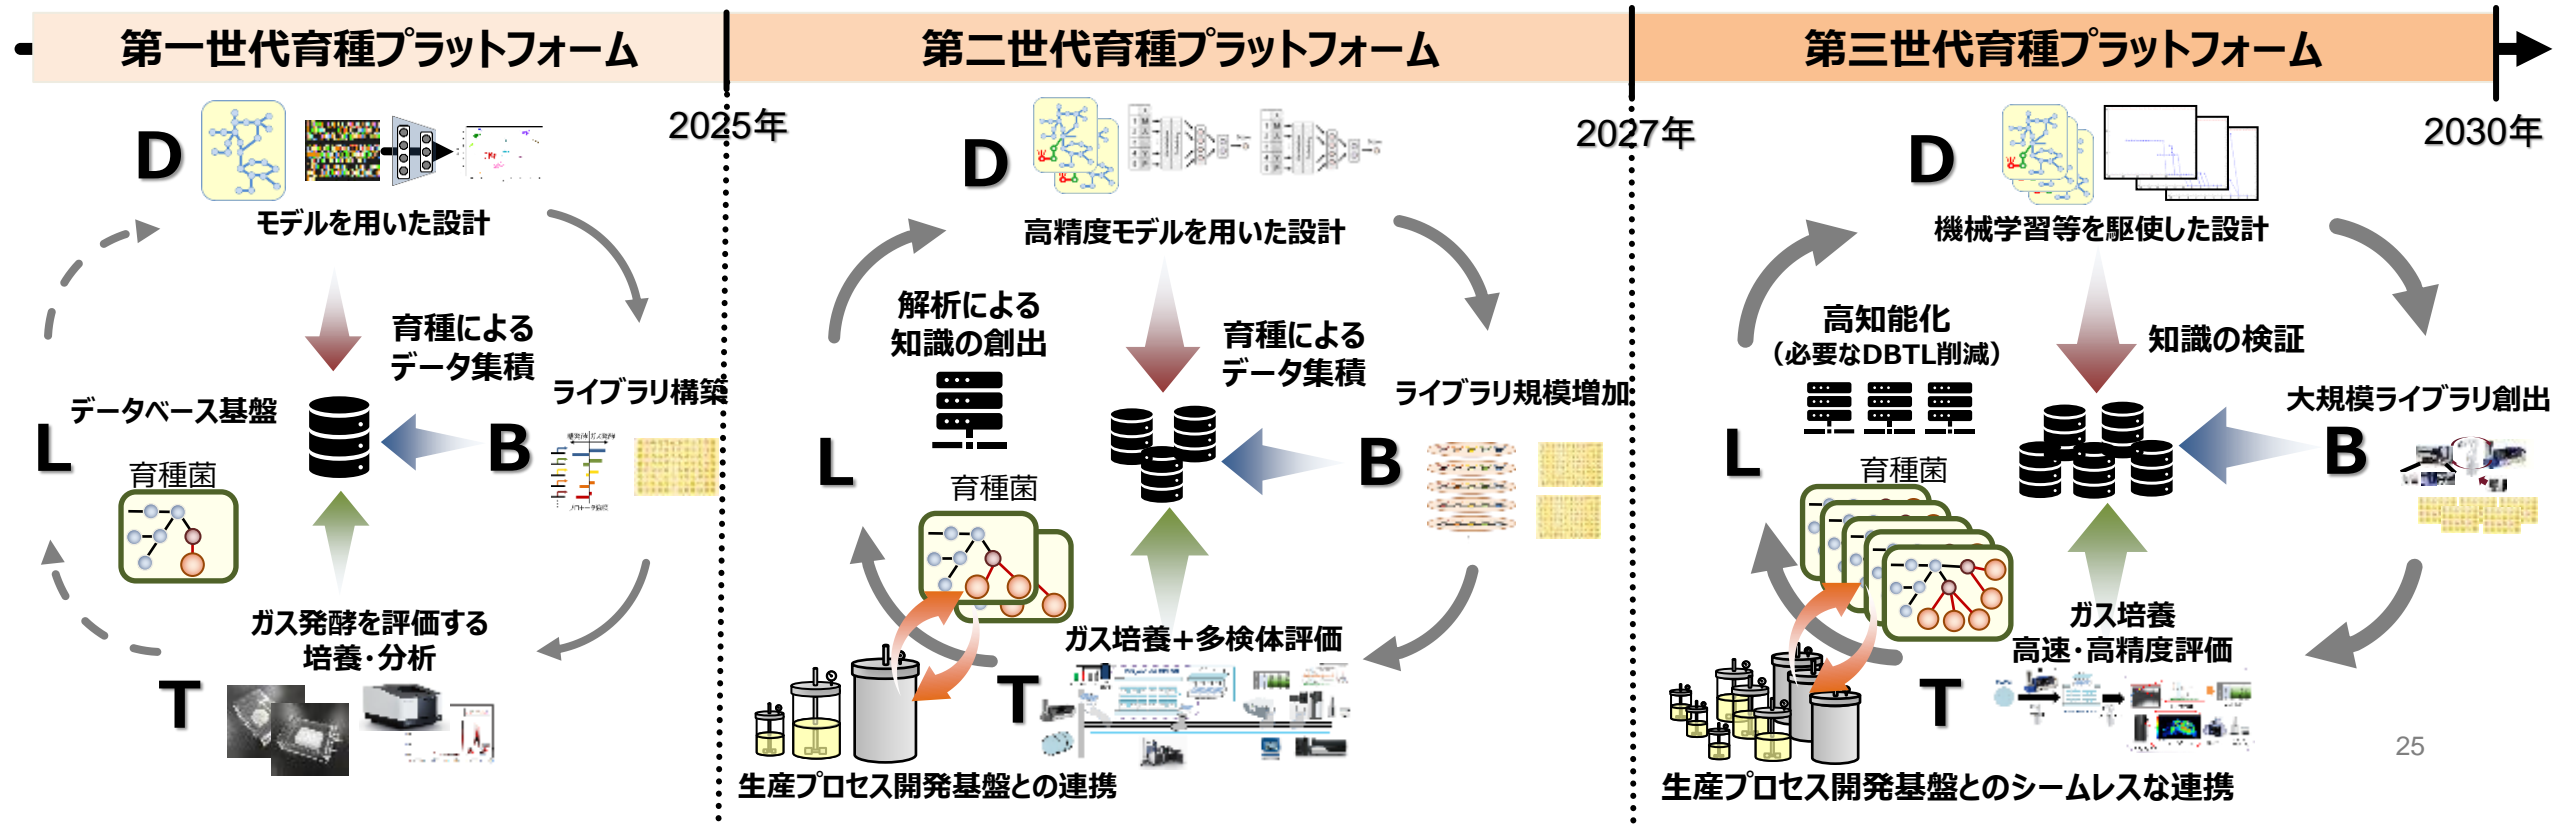 第一世代育種プラットフォーム
第二世代育種プラットフォーム
第三世代育種プラットフォーム
2025年
2027年
2030年
D
モデルを用いた設計
育種による
データ集積
ライブラリ構築
データベース基盤
L
B
育種菌
ガス発酵を評価する
培養・分析
T
D
高精度モデルを用いた設計
解析による
知識の創出
育種による
データ集積
ライブラリ規模増加
L
B
育種菌
ガス培養+多検体評価
T
生産プロセス開発基盤との連携
D
機械学習等を駆使した設計
高知能化
(必要なDBTL削減)
知識の検証
大規模ライブラリ創出
L
B
育種菌
ガス培養
高速・高精度評価
T
生産プロセス開発基盤とのシームレスな連携
25